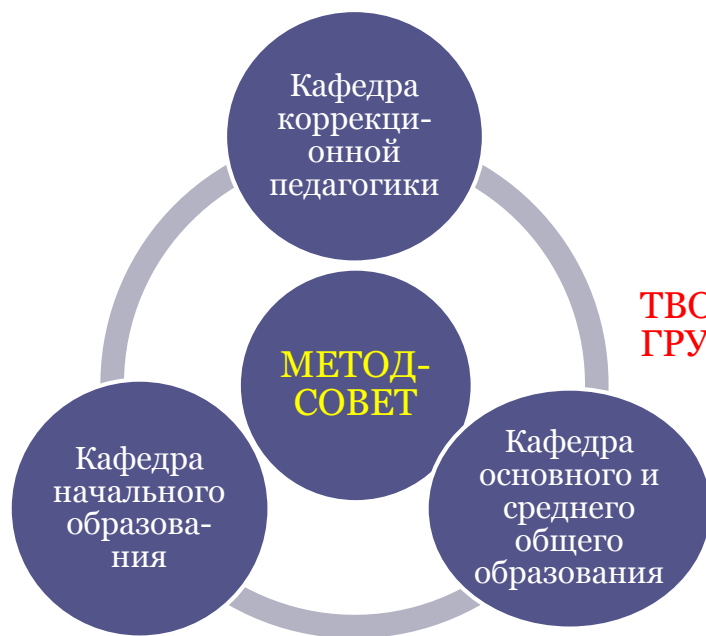 Кафедра
коррекци-
онной
педагогики
МЕТОД-
СОВЕТ
Кафедра
начального
образова-
ния
Кафедра
основного и
среднего
общего
образования